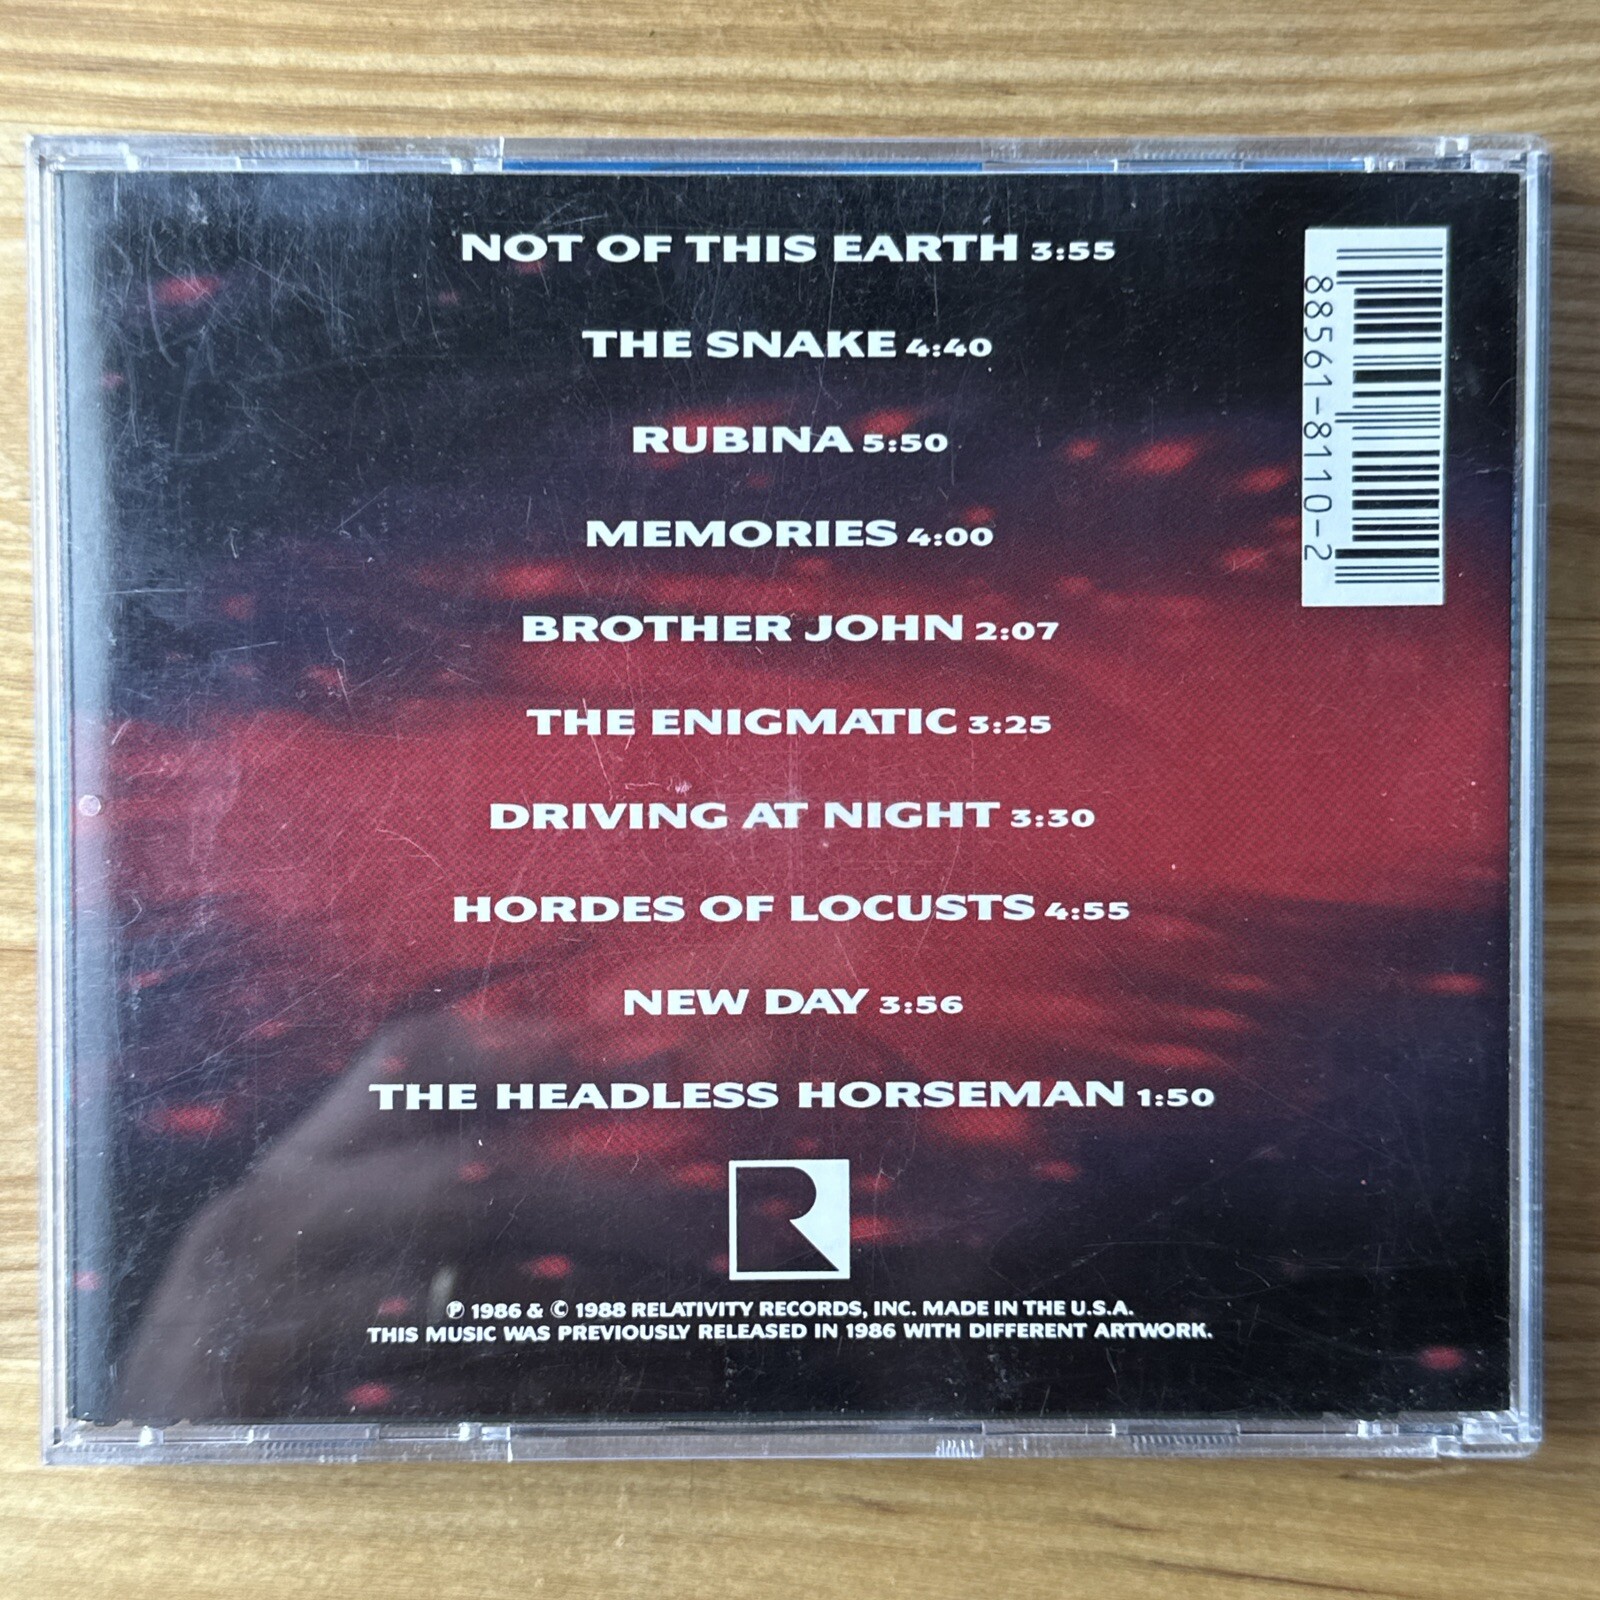 NOT OF THIS EARTH 3:55
THE SNAKE 4:40
RUBINA 5:50
MEMORIES 4:00
BROTHER JOHN 2:07
THE ENIGMATIC 3:25
DRIVING AT NIGHT 3:30
HORDES OF LOCUSTS 4:55
NEW DAY 3:56
THE HEADLESS HORSEMAN 1:50
R
℗ 1986 & © 1988 RELATIVITY RECORDS, INC. MADE IN THE U.S.A.
THIS MUSIC WAS PREVIOUSLY RELEASED IN 1986 WITH DIFFERENT ARTWORK.
88561-8110-2